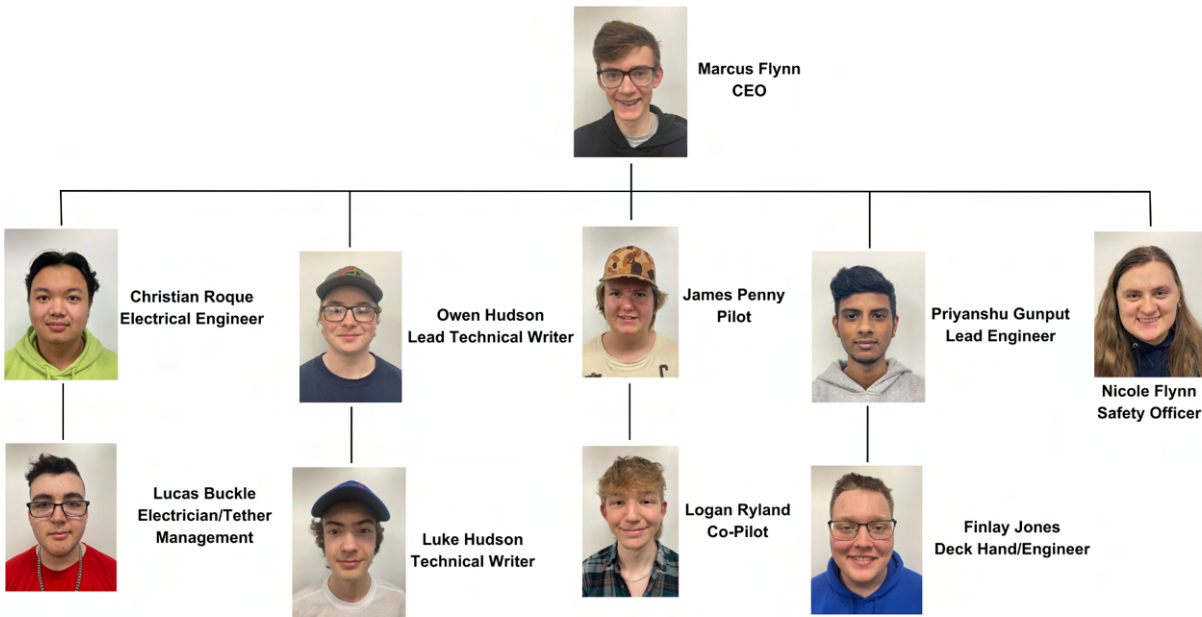 Marcus Flynn
CEO
Christian Roque
Electrical Engineer
Owen Hudson
Lead Technical Writer
James Penny
Pilot
Priyanshu Gunput
Lead Engineer
Nicole Flynn
Safety Officer
Lucas Buckle
Electrician/Tether
Management
Luke Hudson
Technical Writer
Logan Ryland
Co-Pilot
Finlay Jones
Deck Hand/Engineer